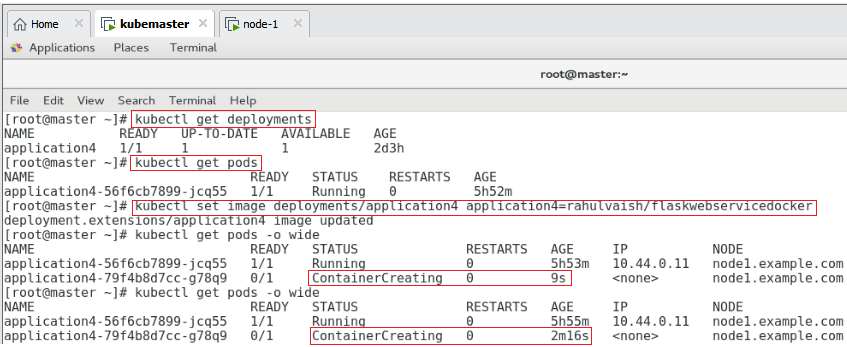 Home kubemaster node-1
Applications Places Terminal
root@master:~
File Edit View Search Terminal Help
[root@master ~]# kubectl get deployments
NAME READY UP-TO-DATE AVAILABLE AGE
application4 1/1 1 1 2d3h
[root@master ~]# kubectl get pods
NAME READY STATUS RESTARTS AGE
application4-56f6cb7899-jcq55 1/1 Running 0 5h52m
[root@master ~]# kubectl set image deployments/application4 application4=rahulvaish/flaskwebservicedocker
deployment.extensions/application4 image updated
[root@master ~]# kubectl get pods -o wide
NAME READY STATUS RESTARTS AGE IP NODE
application4-56f6cb7899-jcq55 1/1 Running 0 5h53m 10.44.0.11 node1.example.com
application4-79f4b8d7cc-g78q9 0/1 ContainerCreating 0 9s <none> node1.example.com
[root@master ~]# kubectl get pods -o wide
NAME READY STATUS RESTARTS AGE IP NODE
application4-56f6cb7899-jcq55 1/1 Running 0 5h55m 10.44.0.11 node1.example.com
application4-79f4b8d7cc-g78q9 0/1 ContainerCreating 0 2m16s <none> node1.example.com